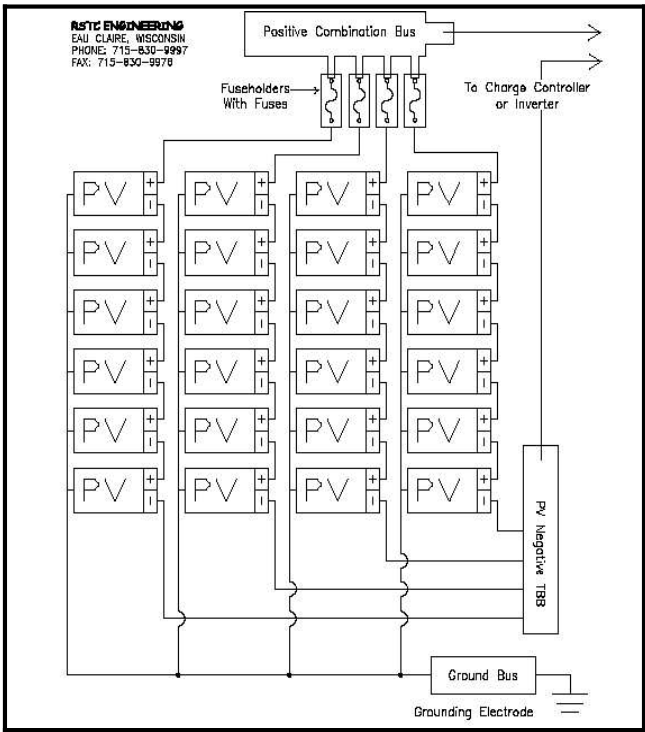 RSTC ENGINEERING
EAU CLAIRE, WISCONSIN
PHONE: 715-830-9997
FAX: 715-830-9976
Positive Combination Bus
Fuseholders
With Fuses
To Charge Controller
or Inverter
PV + - PV + - PV + - PV + -
PV + - PV + - PV + - PV + -
PV + - PV + - PV + - PV + -
PV + - PV + - PV + - PV + -
PV + - PV + - PV + - PV + -
PV + - PV + - PV + - PV + -
PV Negative TBB
Ground Bus
Grounding Electrode